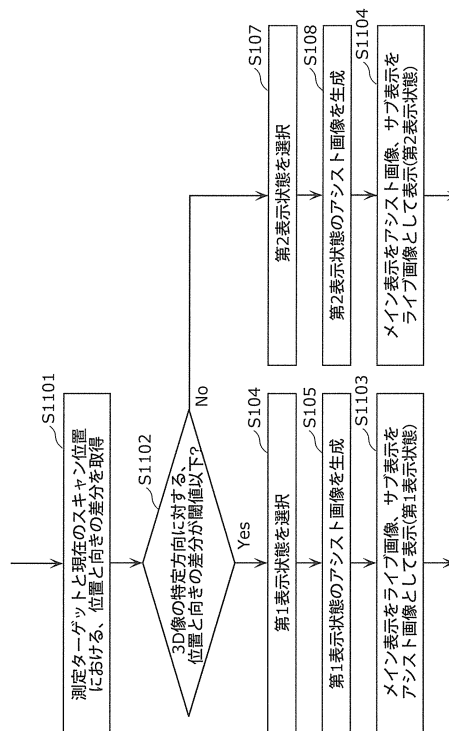 S1101
測定ターゲットと現在のスキャン位置
における、位置と向きの差分を取得
S1102
3D像の特定方向に対する、
位置と向きの差分が閾値以下?
Yes
No
S104
第1表示状態を選択
S105
第1表示状態のアシスト画像を生成
S1103
メイン表示をライブ画像、サブ表示を
アシスト画像として表示(第1表示状態)
S107
第2表示状態を選択
S108
第2表示状態のアシスト画像を生成
S1104
メイン表示をアシスト画像、サブ表示を
ライブ画像として表示(第2表示状態)